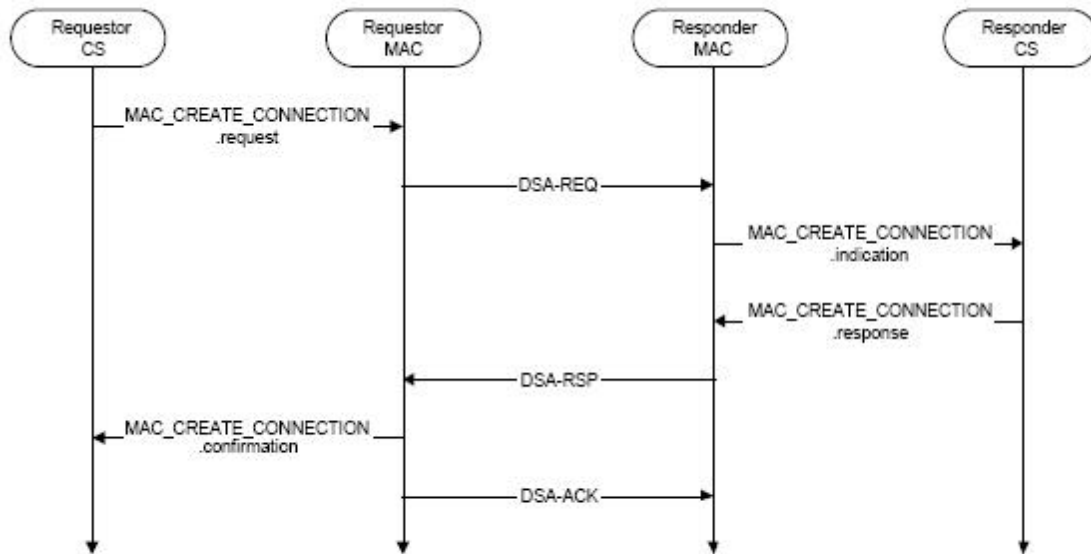 Requestor
CS
Requestor
MAC
Responder
MAC
Responder
CS
MAC_CREATE_CONNECTION
.request
DSA-REQ
MAC_CREATE_CONNECTION
.indication
MAC_CREATE_CONNECTION
.response
DSA-RSP
MAC_CREATE_CONNECTION
.confirmation
DSA-ACK